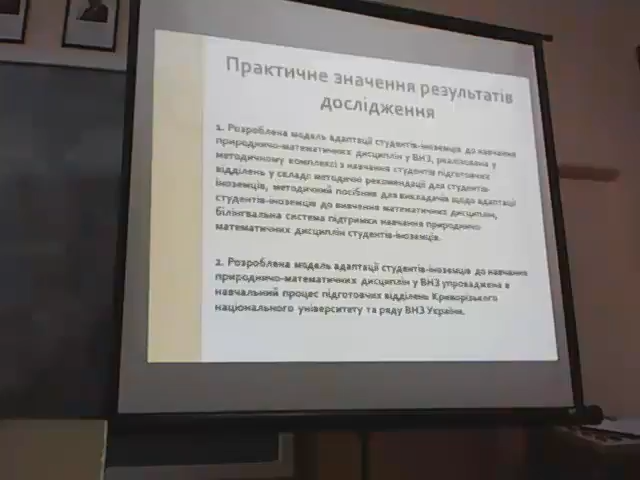 Практичне значення результатів
дослідження
1. Розроблена модель адаптації студентів-іноземців до навчання
природничо-математичних дисциплін у ВНЗ, реалізована у
методичному комплексі з навчання студентів підготовчих
відділень у складі: методичні рекомендації для студентів-
іноземців, методичний посібник для викладачів щодо адаптації
студентів-іноземців до вивчення математичних дисциплін,
білінгвальна система підтримки навчання природничо
математичних дисциплін студентів-іноземців.
2. Розроблена модель адаптації студентів-іноземців до навчання
природничо-математичних дисциплін у ВНЗ упроваджена в
навчальний процес підготовчих відділень Криворізького
національного університету та ряду ВНЗ України.